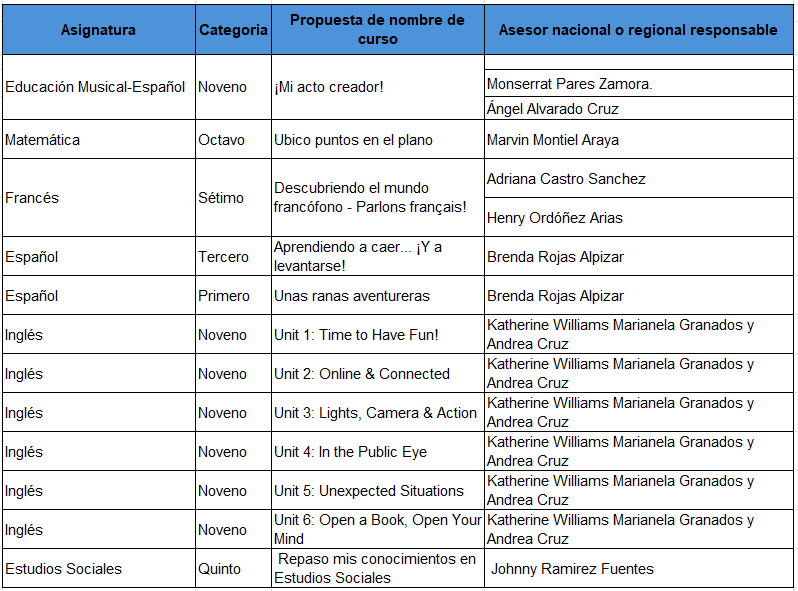 Asignatura
Categoria
Propuesta de nombre de
curso
Asesor nacional o regional responsable
Educación Musical-Español
Noveno
¡Mi acto creador!
Monserrat Pares Zamora.
Ángel Alvarado Cruz
Matemática
Octavo
Ubico puntos en el plano
Marvin Montiel Araya
Francés
Sétimo
Descubriendo el mundo
francófono - Parlons français!
Adriana Castro Sanchez
Henry Ordóñez Arias
Español
Tercero
Aprendiendo a caer... ¡Y a
levantarse!
Brenda Rojas Alpizar
Español
Primero
Unas ranas aventureras
Brenda Rojas Alpizar
Inglés
Noveno
Unit 1: Time to Have Fun!
Katherine Williams Marianela Granados y
Andrea Cruz
Inglés
Noveno
Unit 2: Online & Connected
Katherine Williams Marianela Granados y
Andrea Cruz
Inglés
Noveno
Unit 3: Lights, Camera & Action
Katherine Williams Marianela Granados y
Andrea Cruz
Inglés
Noveno
Unit 4: In the Public Eye
Katherine Williams Marianela Granados y
Andrea Cruz
Inglés
Noveno
Unit 5: Unexpected Situations
Katherine Williams Marianela Granados y
Andrea Cruz
Inglés
Noveno
Unit 6: Open a Book, Open Your
Mind
Katherine Williams Marianela Granados y
Andrea Cruz
Estudios Sociales
Quinto
Repaso mis conocimientos en
Estudios Sociales
Johnny Ramirez Fuentes